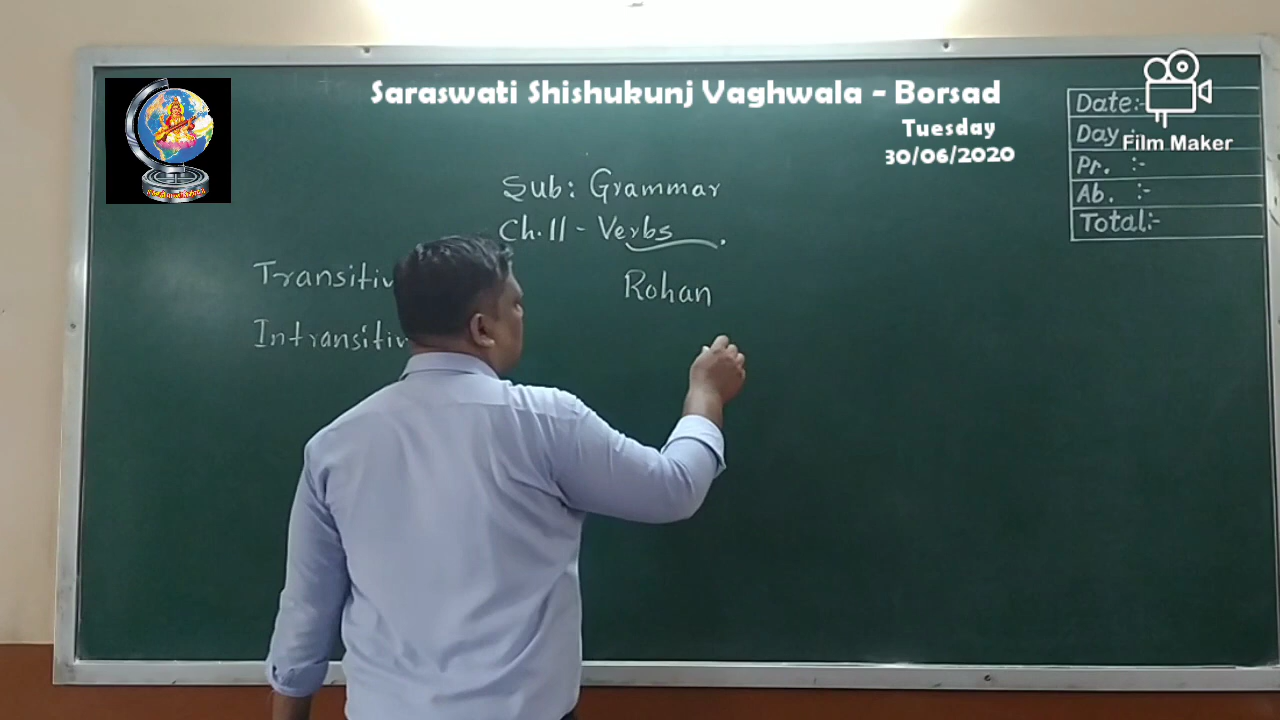 Saraswati Shishukunj Vaghwala - Borsad
Tuesday
30/06/2020
Film Maker
Date:-
Day :-
Pr. :-
Ab. :-
Total:-
Sub: Grammar
Ch.11 - Verbs
Transitiv
Rohan
Intransitiv